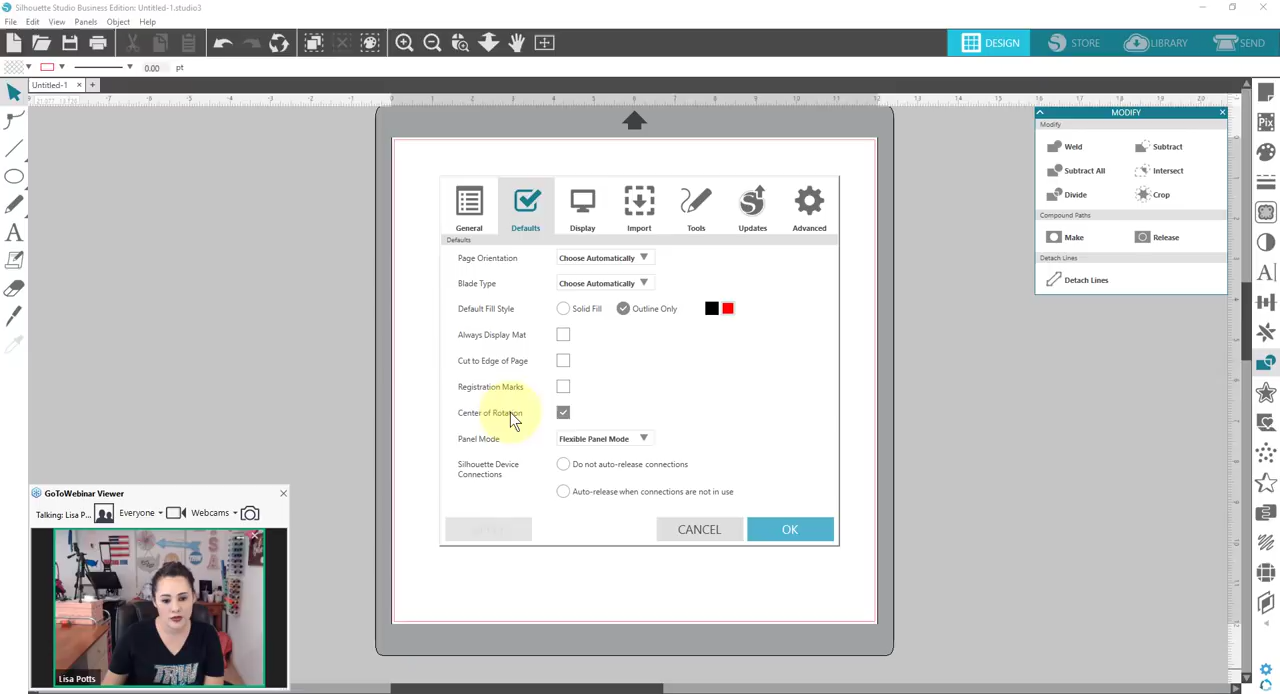 Silhouette Studio Business Edition: Untitled-1.studio3
File Edit View Panels Object Help
DESIGN STORE LIBRARY SEND
0.00 pt
Untitled-1
MODIFY
Modify
Weld Subtract
Subtract All Intersect
Divide Crop
Compound Paths
Make Release
Detach Lines
Detach Lines
General Defaults Display Import Tools Updates Advanced
Defaults
Page Orientation Choose Automatically
Blade Type Choose Automatically
Default Fill Style Solid Fill Outline Only
Always Display Mat
Cut to Edge of Page
Registration Marks
Center of Rotation
Panel Mode Flexible Panel Mode
Silhouette Device Connections Do not auto-release connections
Auto-release when connections are not in use
CANCEL OK
GoToWebinar Viewer
Talking: Lisa P... Everyone Webcams
Lisa Potts